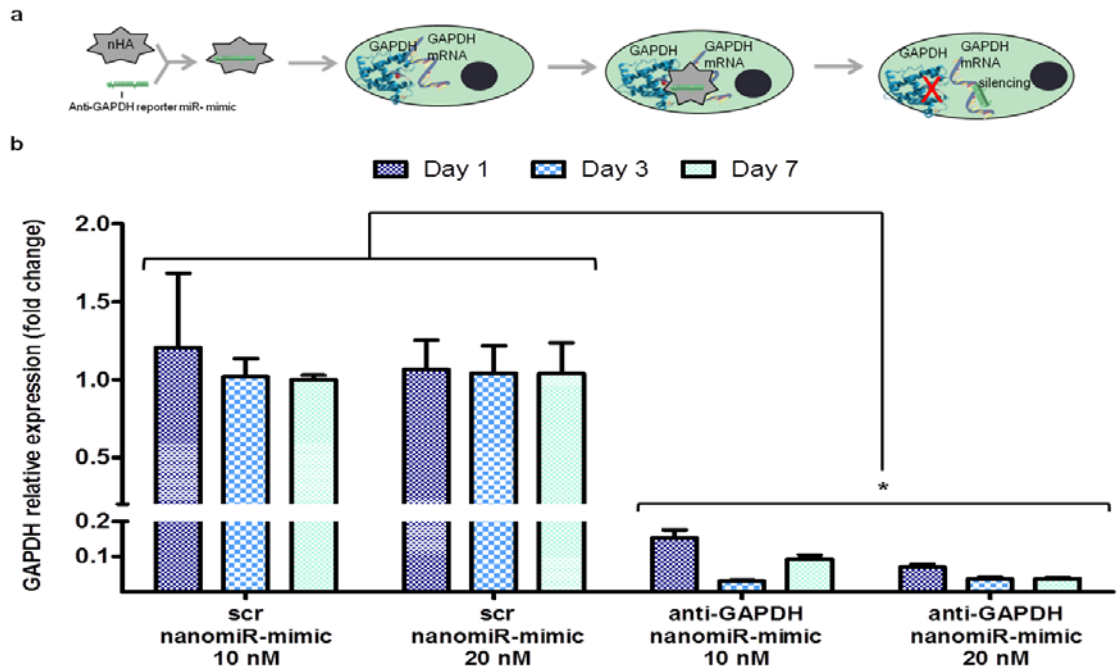 a
nHA
Anti-GAPDH reporter miR- mimic
GAPDH
GAPDH
mRNA
GAPDH
GAPDH
mRNA
GAPDH
GAPDH
mRNA
silencing
b
Day 1
Day 3
Day 7
GAPDH relative expression (fold change)
2.0
1.5
1.0
0.5
0.2
0.1
*
scr
nanomiR-mimic
10 nM
scr
nanomiR-mimic
20 nM
anti-GAPDH
nanomiR-mimic
10 nM
anti-GAPDH
nanomiR-mimic
20 nM